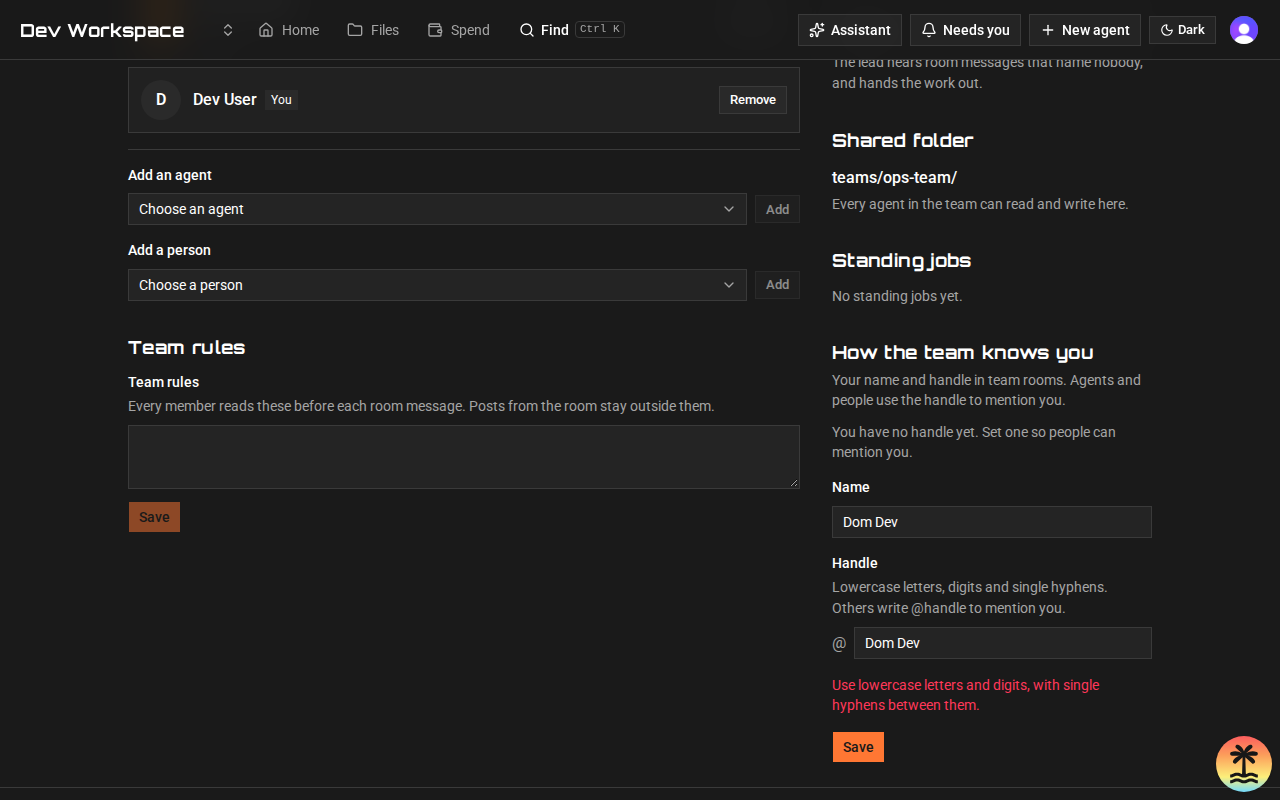 Dev Workspace
Home
Files
Spend
Find
Ctrl K
Assistant
Needs you
New agent
Dark
D
Dev User
You
Remove
Add an agent
Choose an agent
Add
Add a person
Choose a person
Add
Team rules
Team rules
Every member reads these before each room message. Posts from the room stay outside them.
Save
The lead hears room messages that name nobody,
and hands the work out.
Shared folder
teams/ops-team/
Every agent in the team can read and write here.
Standing jobs
No standing jobs yet.
How the team knows you
Your name and handle in team rooms. Agents and
people use the handle to mention you.
You have no handle yet. Set one so people can
mention you.
Name
Dom Dev
Handle
Lowercase letters, digits and single hyphens.
Others write @handle to mention you.
@
Dom Dev
Use lowercase letters and digits, with single
hyphens between them.
Save